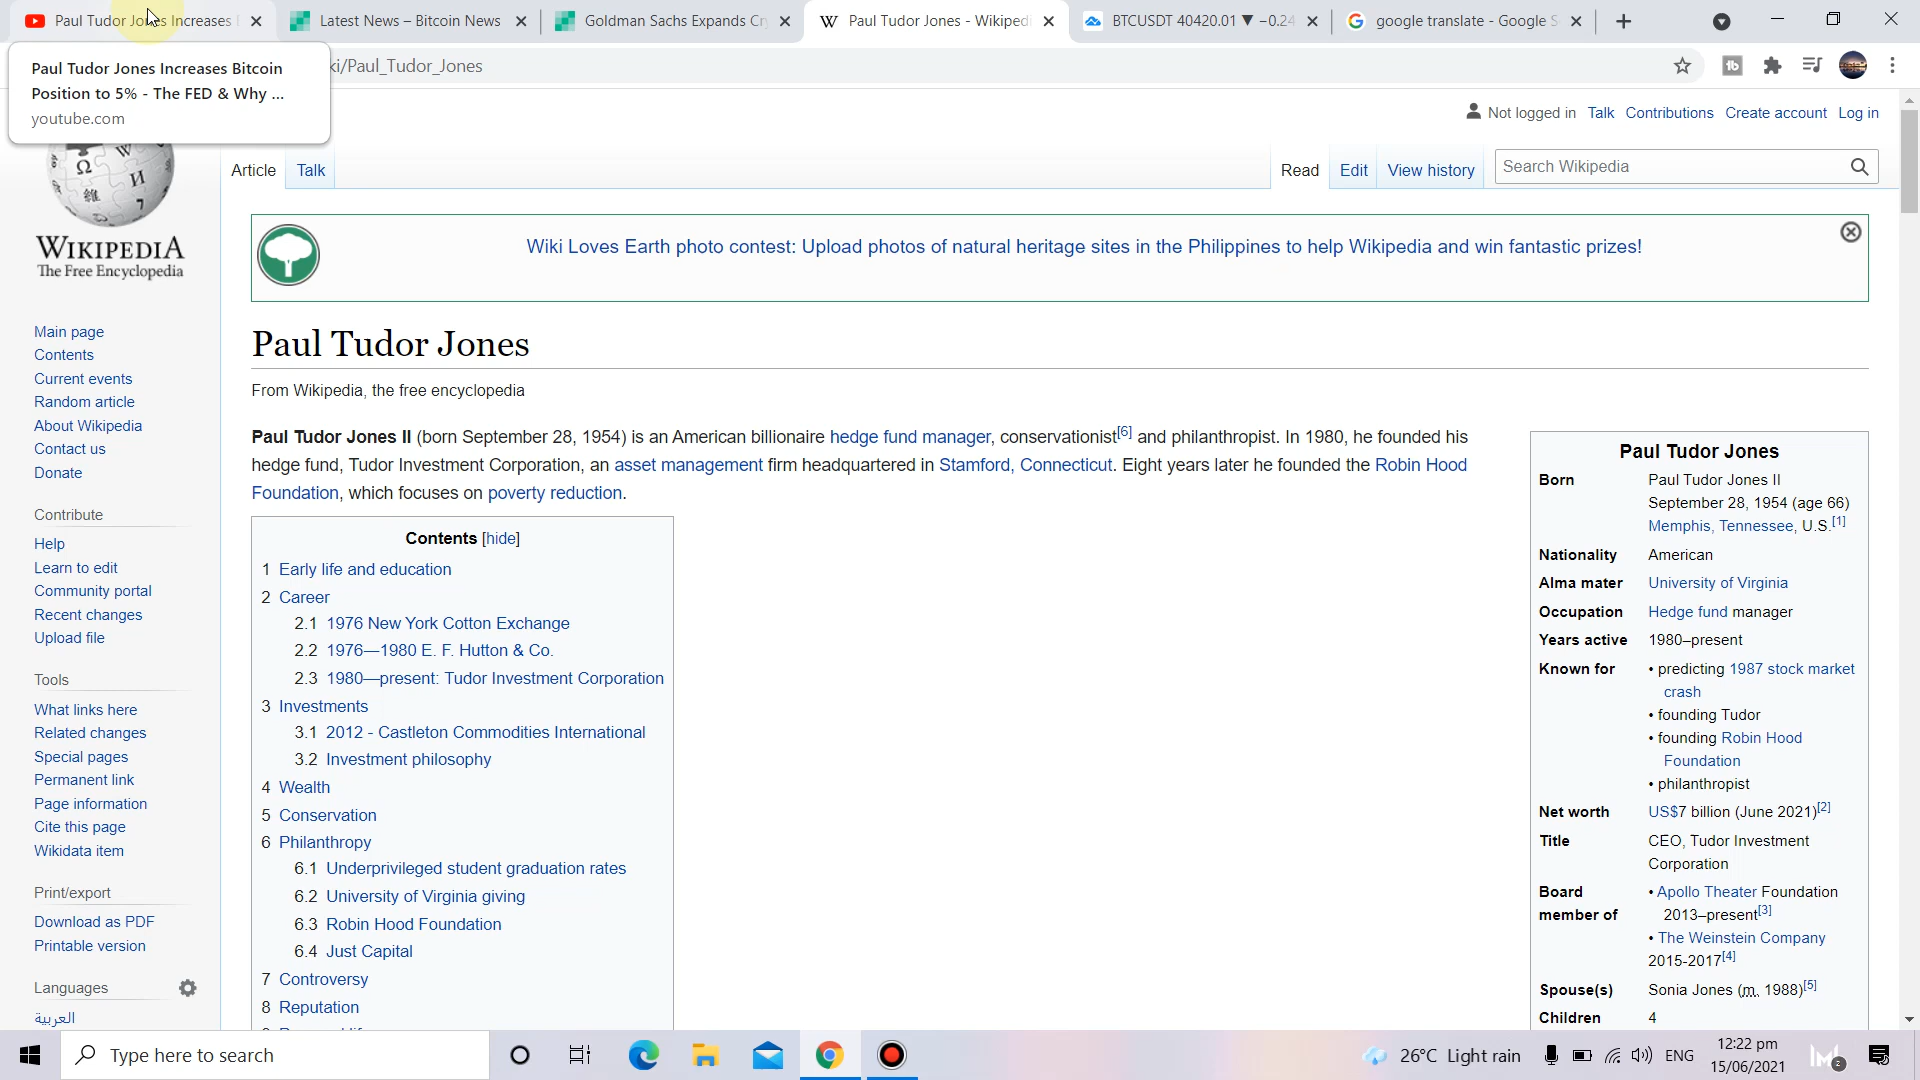 Paul Tudor Jones Increases
Latest News – Bitcoin News
Goldman Sachs Expands Cr
Paul Tudor Jones - Wikiped
BTCUSDT 40420.01 ▼ −0.24
google translate - Google S
Paul Tudor Jones Increases Bitcoin
Position to 5% - The FED & Why ...
youtube.com
ki/Paul_Tudor_Jones
Not logged in Talk Contributions Create account Log in
Article Talk Read Edit View history Search Wikipedia
WIKIPEDIA
The Free Encyclopedia
Main page
Contents
Current events
Random article
About Wikipedia
Contact us
Donate
Contribute
Help
Learn to edit
Community portal
Recent changes
Upload file
Tools
What links here
Related changes
Special pages
Permanent link
Page information
Cite this page
Wikidata item
Print/export
Download as PDF
Printable version
Languages
العربية
Wiki Loves Earth photo contest: Upload photos of natural heritage sites in the Philippines to help Wikipedia and win fantastic prizes!
Paul Tudor Jones
From Wikipedia, the free encyclopedia
Paul Tudor Jones II (born September 28, 1954) is an American billionaire hedge fund manager, conservationist[6] and philanthropist. In 1980, he founded his
hedge fund, Tudor Investment Corporation, an asset management firm headquartered in Stamford, Connecticut. Eight years later he founded the Robin Hood
Foundation, which focuses on poverty reduction.
Contents [hide]
1 Early life and education
2 Career
2.1 1976 New York Cotton Exchange
2.2 1976—1980 E. F. Hutton & Co.
2.3 1980—present: Tudor Investment Corporation
3 Investments
3.1 2012 - Castleton Commodities International
3.2 Investment philosophy
4 Wealth
5 Conservation
6 Philanthropy
6.1 Underprivileged student graduation rates
6.2 University of Virginia giving
6.3 Robin Hood Foundation
6.4 Just Capital
7 Controversy
8 Reputation
Paul Tudor Jones
Born Paul Tudor Jones II
September 28, 1954 (age 66)
Memphis, Tennessee, U.S.[1]
Nationality American
Alma mater University of Virginia
Occupation Hedge fund manager
Years active 1980–present
Known for • predicting 1987 stock market
crash
• founding Tudor
• founding Robin Hood
Foundation
• philanthropist
Net worth US$7 billion (June 2021)[2]
Title CEO, Tudor Investment
Corporation
Board • Apollo Theater Foundation
member of 2013–present[3]
• The Weinstein Company
2015-2017[4]
Spouse(s) Sonia Jones (m. 1988)[5]
Children 4
Type here to search
26°C Light rain
ENG
12:22 pm
15/06/2021
2